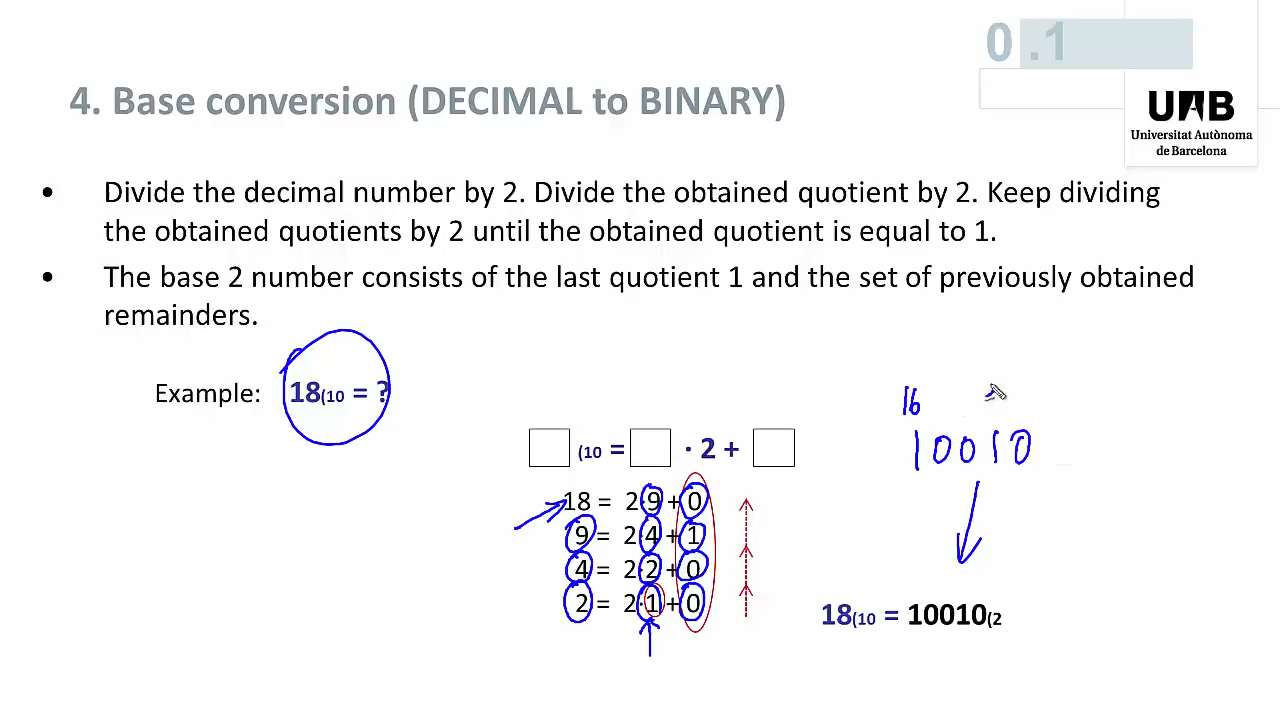 0.1
4. Base conversion (DECIMAL to BINARY)
UAB
Universitat Autònoma
de Barcelona
• Divide the decimal number by 2. Divide the obtained quotient by 2. Keep dividing
the obtained quotients by 2 until the obtained quotient is equal to 1.
• The base 2 number consists of the last quotient 1 and the set of previously obtained
remainders.
Example: 18(10 = ?
16
10010
(10 = · 2 +
18 = 2·9 + 0
9 = 2·4 + 1
4 = 2·2 + 0
2 = 2·1 + 0
18(10 = 10010(2